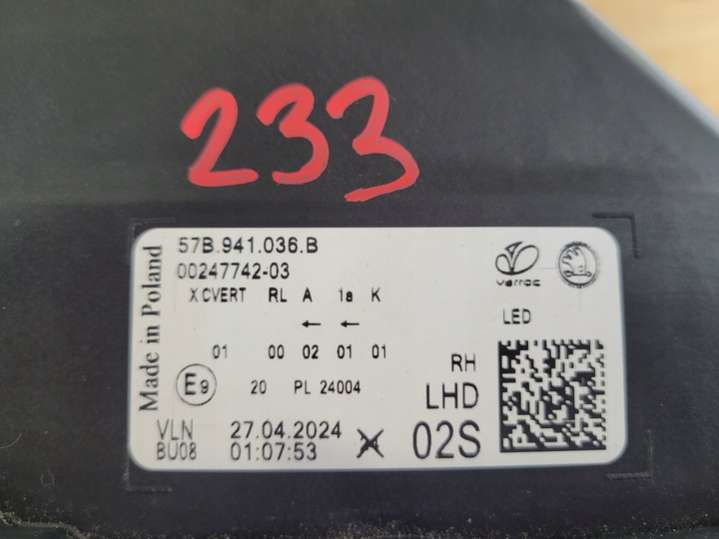 233
Made in Poland
57B.941.036.B
00247742-03
X CVERT RL A 1a K
← ←
01 00 02 01 01
E9 20 PL 24004
VLN 27.04.2024
BU08 01:07:53
varroc
LED
RH
LHD
02S